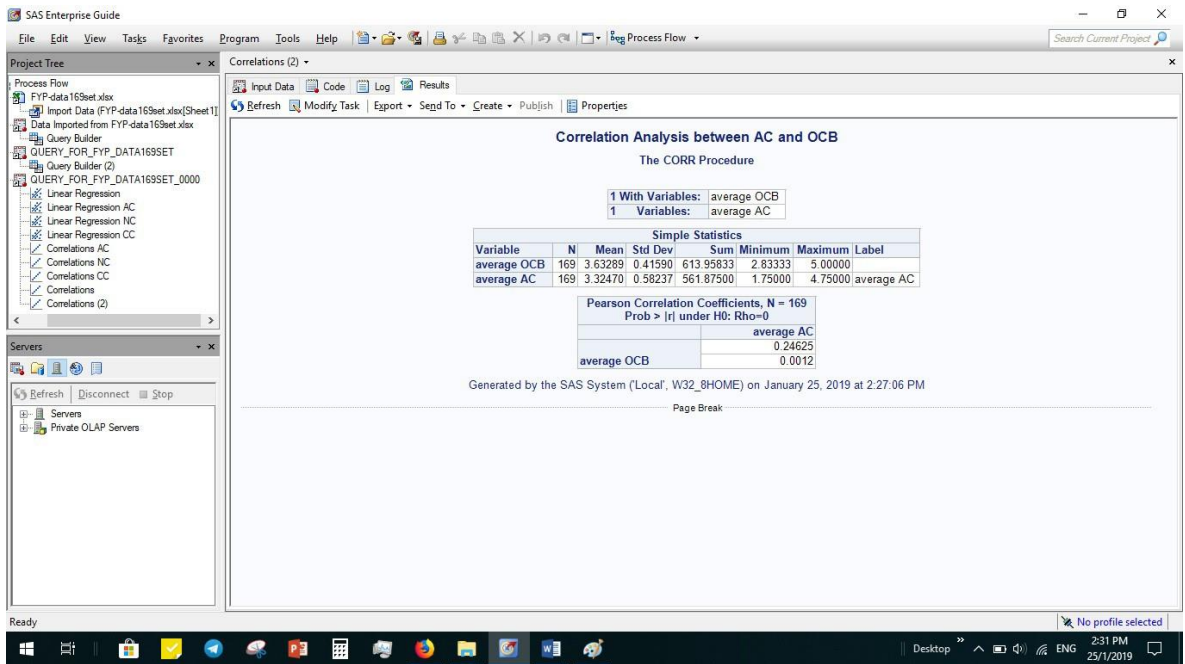 SAS Enterprise Guide
File Edit View Tasks Favorites Program Tools Help Process Flow
Search Current Project
Project Tree
Process Flow
FYP-data169set.xlsx
Import Data (FYP-data169set.xlsx[Sheet1]
Data Imported from FYP-data169set.xlsx
Query Builder
QUERY_FOR_FYP_DATA169SET
Query Builder (2)
QUERY_FOR_FYP_DATA169SET_0000
Linear Regression
Linear Regression AC
Linear Regression NC
Linear Regression CC
Correlations AC
Correlations NC
Correlations CC
Correlations
Correlations (2)
Servers
Refresh Disconnect Stop
Servers
Private OLAP Servers
Correlations (2)
Input Data Code Log Results
Refresh Modify Task Export Send To Create Publish Properties
Correlation Analysis between AC and OCB
The CORR Procedure
1 With Variables: average OCB
1 Variables: average AC
Simple Statistics
Variable N Mean Std Dev Sum Minimum Maximum Label
average OCB 169 3.63289 0.41590 613.95833 2.83333 5.00000
average AC 169 3.32470 0.58237 561.87500 1.75000 4.75000 average AC
Pearson Correlation Coefficients, N = 169
Prob > |r| under H0: Rho=0
average AC
0.24625
average OCB 0.0012
Generated by the SAS System ('Local', W32_8HOME) on January 25, 2019 at 2:27:06 PM
Page Break
Ready
No profile selected
Desktop ENG 2:31 PM
25/1/2019